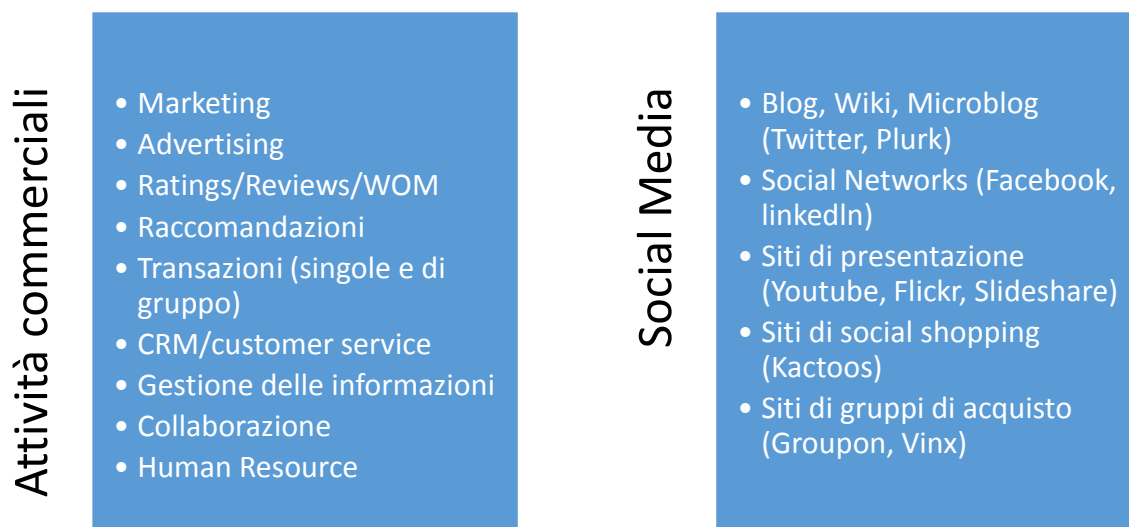 Attività commerciali
• Marketing
• Advertising
• Ratings/Reviews/WOM
• Raccomandazioni
• Transazioni (singole e di
gruppo)
• CRM/customer service
• Gestione delle informazioni
• Collaborazione
• Human Resource
Social Media
• Blog, Wiki, Microblog
(Twitter, Plurk)
• Social Networks (Facebook,
linkedIn)
• Siti di presentazione
(Youtube, Flickr, Slideshare)
• Siti di social shopping
(Kactoos)
• Siti di gruppi di acquisto
(Groupon, Vinx)